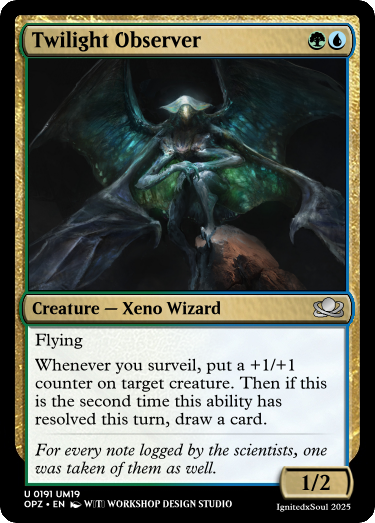 Twilight Observer
Creature — Xeno Wizard
Flying
Whenever you surveil, put a +1/+1
counter on target creature. Then if this
is the second time this ability has
resolved this turn, draw a card.
For every note logged by the scientists, one
was taken of them as well.
1/2
U 0191 UM19
OPZ • EN WORKSHOP DESIGN STUDIO
IgnitedxSoul 2025